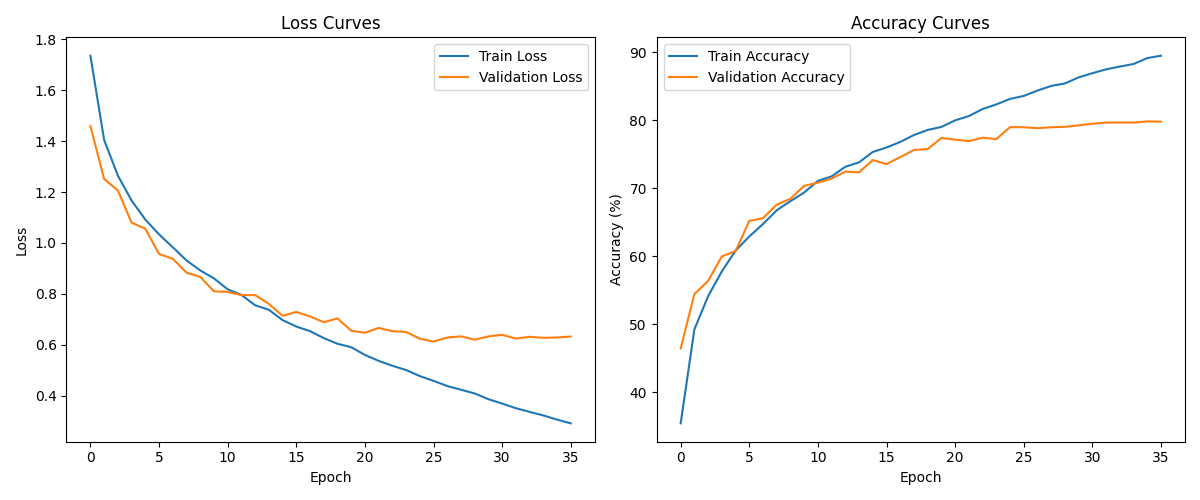 Loss Curves
1.8
1.6
1.4
1.2
1.0
0.8
0.6
0.4
Loss
Train Loss
Validation Loss
0 5 10 15 20 25 30 35
Epoch
Accuracy Curves
90
80
70
60
50
40
Accuracy (%)
Train Accuracy
Validation Accuracy
0 5 10 15 20 25 30 35
Epoch